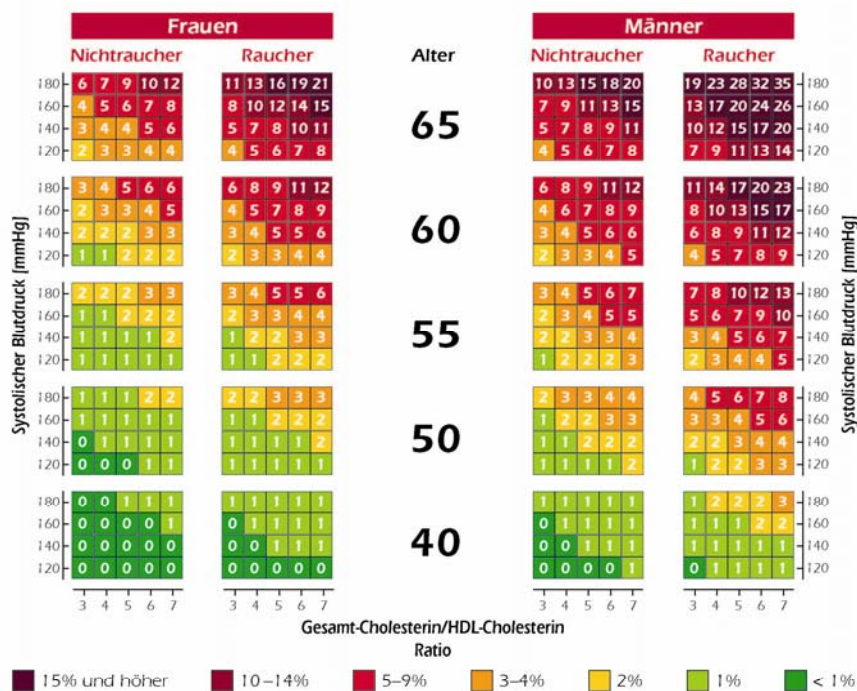 Frauen Männer
Nichtraucher Raucher Alter Nichtraucher Raucher
Systolischer Blutdruck [mmHg]
180 6 7 9 10 12 11 13 16 19 21 10 13 15 18 20 19 23 28 32 35 180
160 4 5 6 7 8 8 10 12 14 15 7 9 11 13 15 13 17 20 24 26 160
65
140 3 4 4 5 6 5 7 8 10 11 5 7 8 9 11 10 12 15 17 20 140
120 2 3 3 4 4 4 5 6 7 8 4 5 6 7 8 7 9 11 13 14 120
180 3 4 5 6 6 6 8 9 11 12 6 8 9 11 12 11 14 17 20 23 180
160 2 3 3 4 5 4 5 7 8 9 4 6 7 8 9 8 10 13 15 17 160
60
140 2 2 2 3 3 3 4 5 5 6 3 4 5 6 6 6 8 9 11 12 140
120 1 1 2 2 2 2 3 3 4 4 2 3 3 4 5 4 5 7 8 9 120
180 2 2 2 3 3 3 4 5 5 6 3 4 5 6 7 7 8 10 12 13 180
160 1 1 2 2 2 2 3 3 4 4 2 3 4 5 5 5 6 7 9 10 160
55
140 1 1 1 1 2 1 2 2 3 3 2 2 3 3 4 3 4 5 6 7 140
120 1 1 1 1 1 1 1 2 2 2 1 2 2 2 3 2 3 4 4 5 120
180 1 1 1 2 2 2 2 3 3 3 2 3 3 4 4 4 5 6 7 8 180
160 1 1 1 1 1 1 1 2 2 2 1 2 2 3 3 3 3 4 5 6 160
50
140 0 1 1 1 1 1 1 1 1 2 1 1 2 2 2 2 2 3 4 4 140
120 0 0 0 1 1 1 1 1 1 1 1 1 1 1 2 1 2 2 3 3 120
180 0 0 1 1 1 1 1 1 1 1 1 1 1 1 1 1 2 2 2 3 180
160 0 0 0 0 1 0 1 1 1 1 0 1 1 1 1 1 1 1 2 2 160
40
140 0 0 0 0 0 0 0 1 1 1 0 0 1 1 1 1 1 1 1 1 140
120 0 0 0 0 0 0 0 0 0 0 0 0 0 0 1 0 1 1 1 1 120
Systolischer Blutdruck [mmHg]
3 4 5 6 7 3 4 5 6 7 3 4 5 6 7 3 4 5 6 7
Gesamt-Cholesterin/HDL-Cholesterin
Ratio
15% und höher 10–14% 5–9% 3–4% 2% 1% < 1%